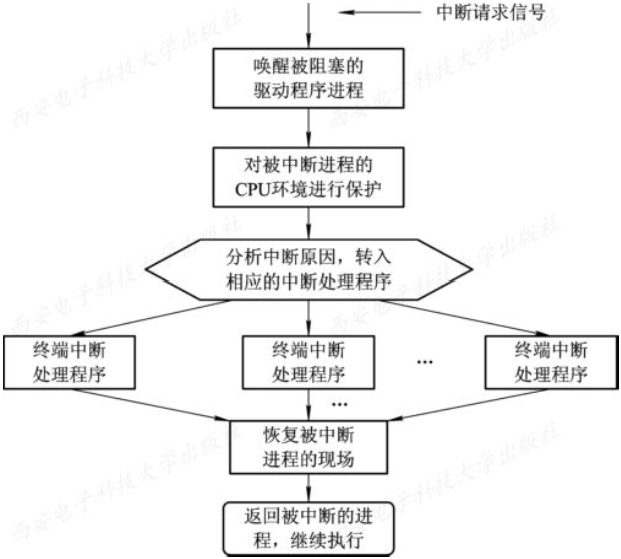 中断请求信号
唤醒被阻塞的
驱动程序进程
对被中断进程的
CPU环境进行保护
分析中断原因，转入
相应的中断处理程序
终端中断
处理程序
终端中断
处理程序
...
终端中断
处理程序
...
恢复被中断
进程的现场
返回被中断的进
程，继续执行
西安电子科技大学出版社
西安电子科技大学出版社
西安电子科技大学出版社
西安电子科技大学出版社
西安电子科技大学出版社
西安电子科技大学出版社